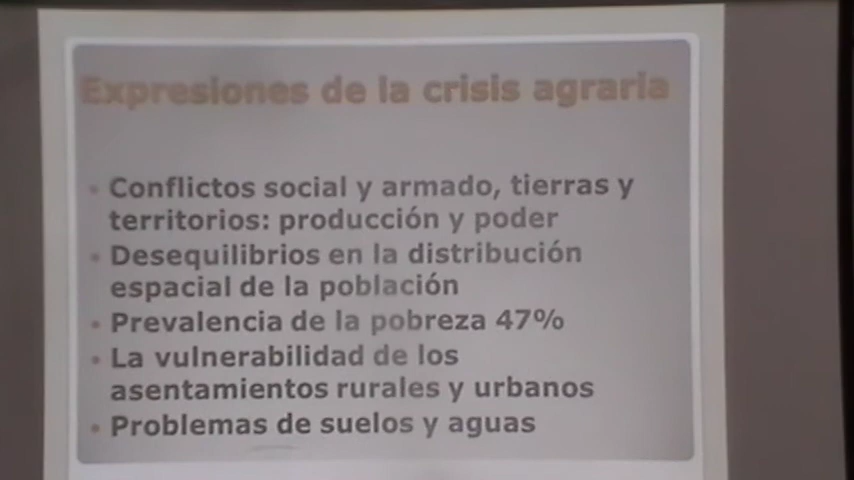 Expresiones de la crisis agraria
• Conflictos social y armado, tierras y
territorios: producción y poder
• Desequilibrios en la distribución
espacial de la población
• Prevalencia de la pobreza 47%
• La vulnerabilidad de los
asentamientos rurales y urbanos
• Problemas de suelos y aguas